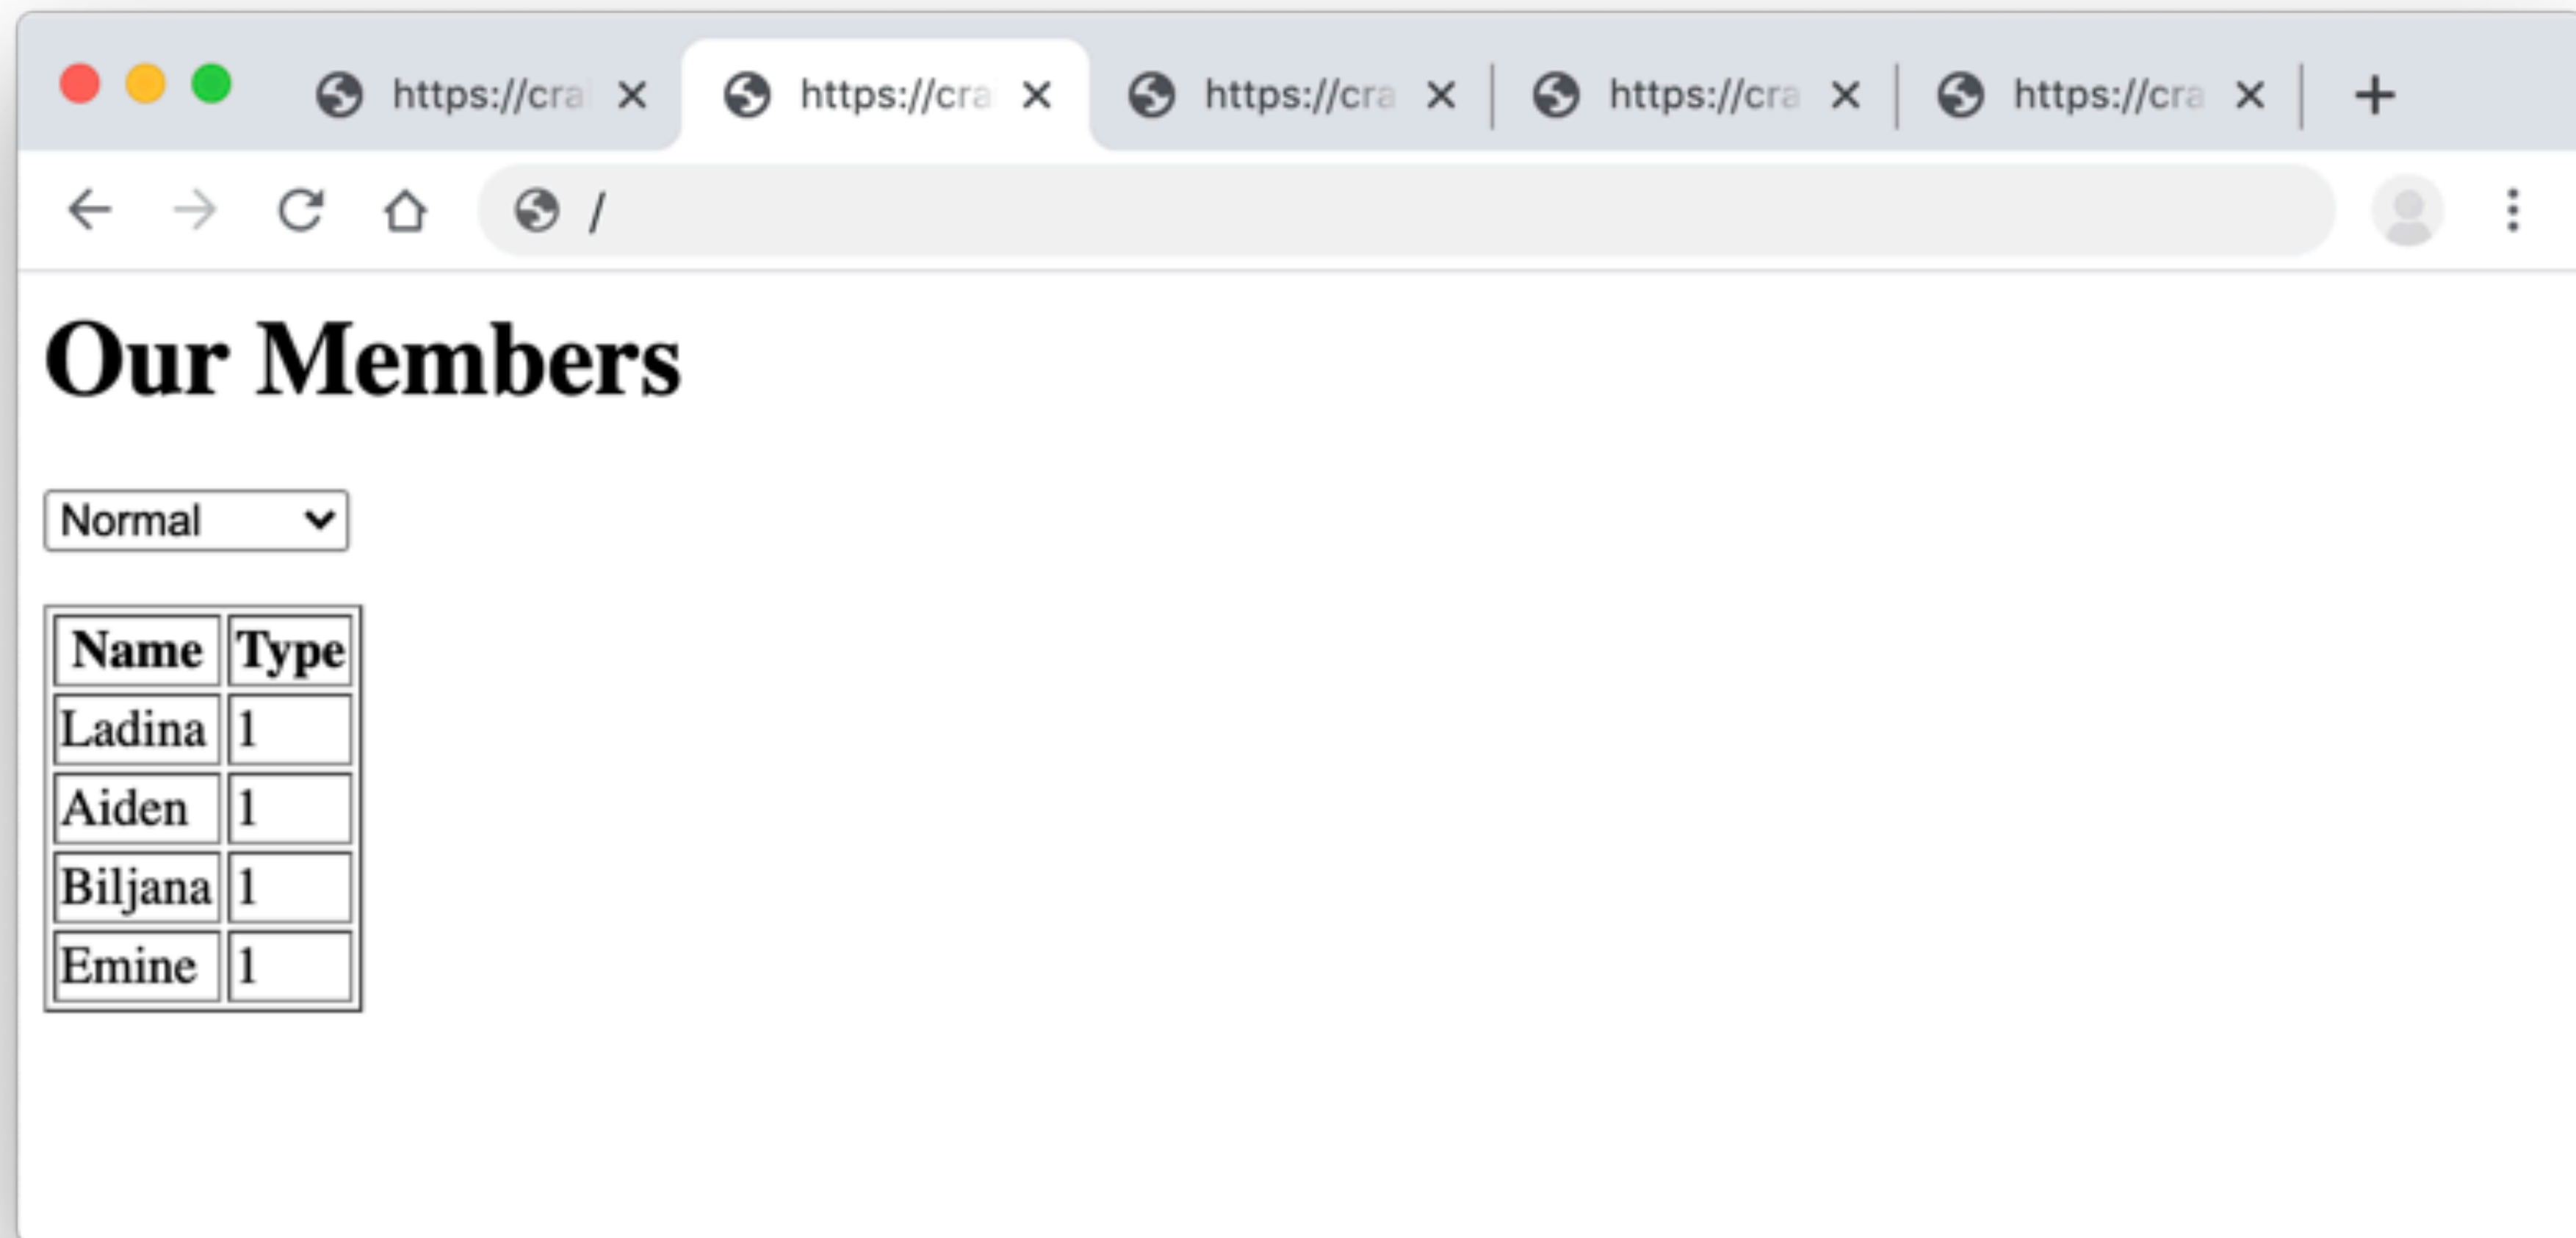 https://cra https://cra https://cra https://cra https://cra
/
Our Members
Normal
Name Type
Ladina 1
Aiden 1
Biljana 1
Emine 1